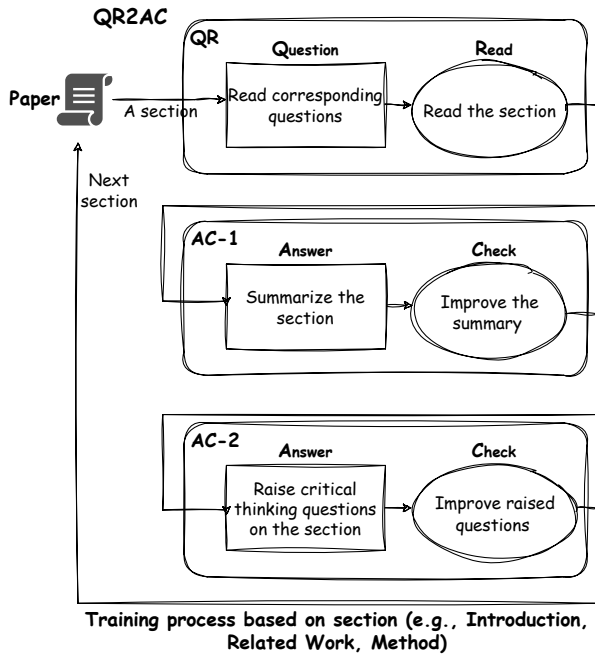 QR2AC
QR
Question
Read
Paper
A section
Read corresponding
questions
Read the section
Next
section
AC-1
Answer
Check
Summarize the
section
Improve the
summary
AC-2
Answer
Check
Raise critical
thinking questions
on the section
Improve raised
questions
Training process based on section (e.g., Introduction,
Related Work, Method)